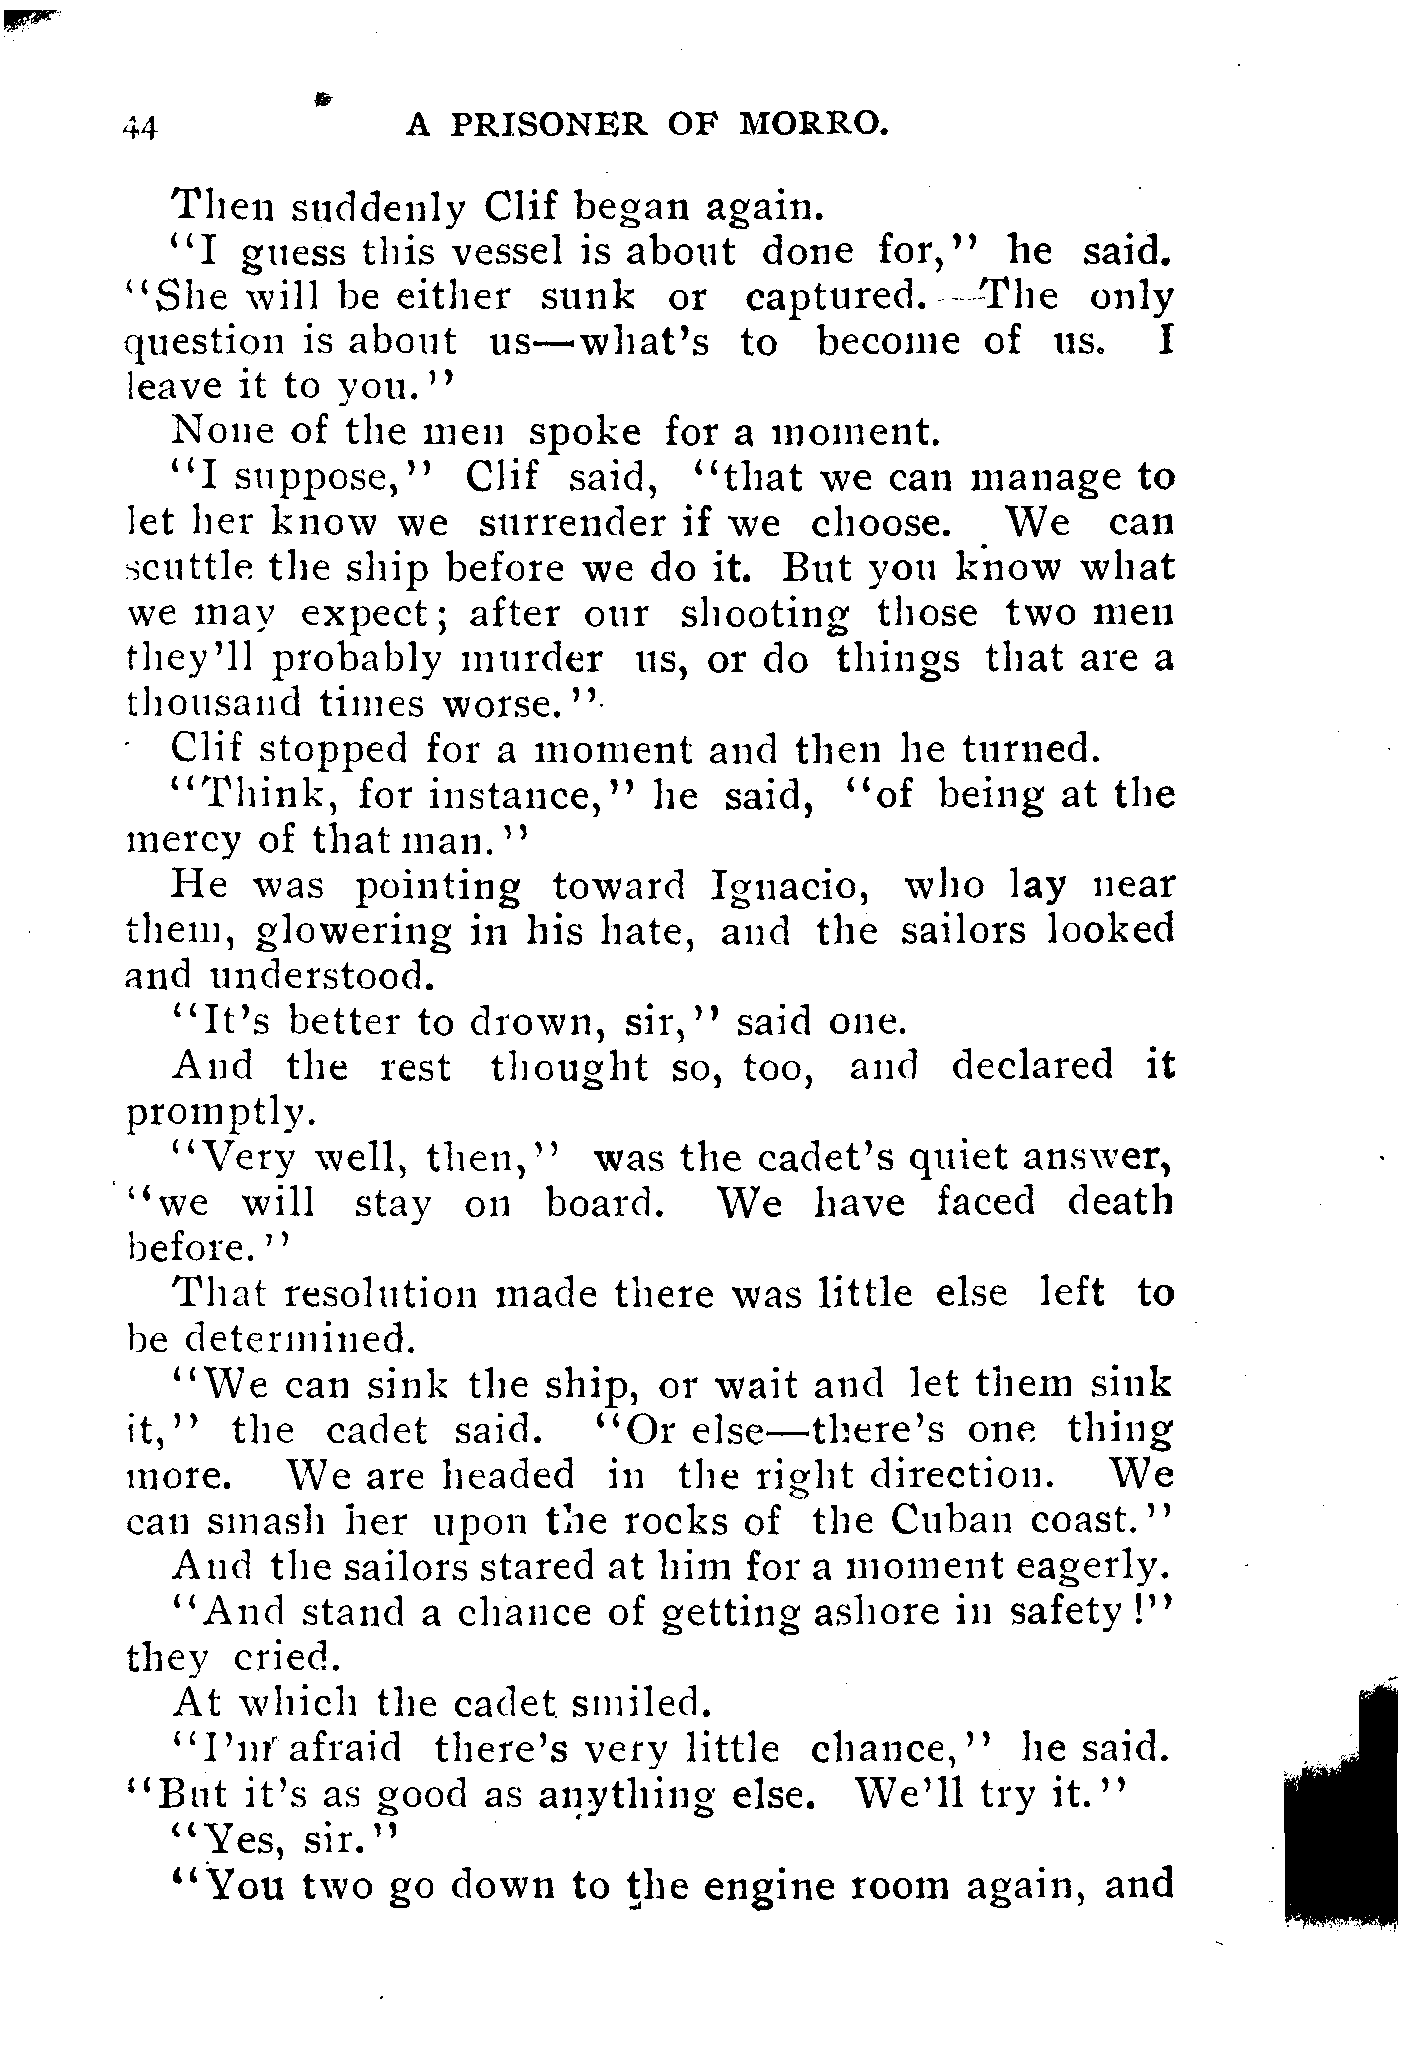 44 A PRISONER OF MORRO.
Then suddenly Clif began again.
"I guess this vessel is about done for," he said.
"She will be either sunk or captured. The only
question is about us—what's to become of us. I
leave it to you."
None of the men spoke for a moment.
"I suppose," Clif said, "that we can manage to
let her know we surrender if we choose. We can
scuttle the ship before we do it. But you know what
we may expect; after our shooting those two men
they'll probably murder us, or do things that are a
thousand times worse."
Clif stopped for a moment and then he turned.
"Think, for instance," he said, "of being at the
mercy of that man."
He was pointing toward Ignacio, who lay near
them, glowering in his hate, and the sailors looked
and understood.
"It's better to drown, sir," said one.
And the rest thought so, too, and declared it
promptly.
"Very well, then," was the cadet's quiet answer,
"we will stay on board. We have faced death
before."
That resolution made there was little else left to
be determined.
"We can sink the ship, or wait and let them sink
it," the cadet said. "Or else—there's one thing
more. We are headed in the right direction. We
can smash her upon the rocks of the Cuban coast."
And the sailors stared at him for a moment eagerly.
"And stand a chance of getting ashore in safety!"
they cried.
At which the cadet smiled.
"I'm afraid there's very little chance," he said.
"But it's as good as anything else. We'll try it."
"Yes, sir."
"You two go down to the engine room again, and